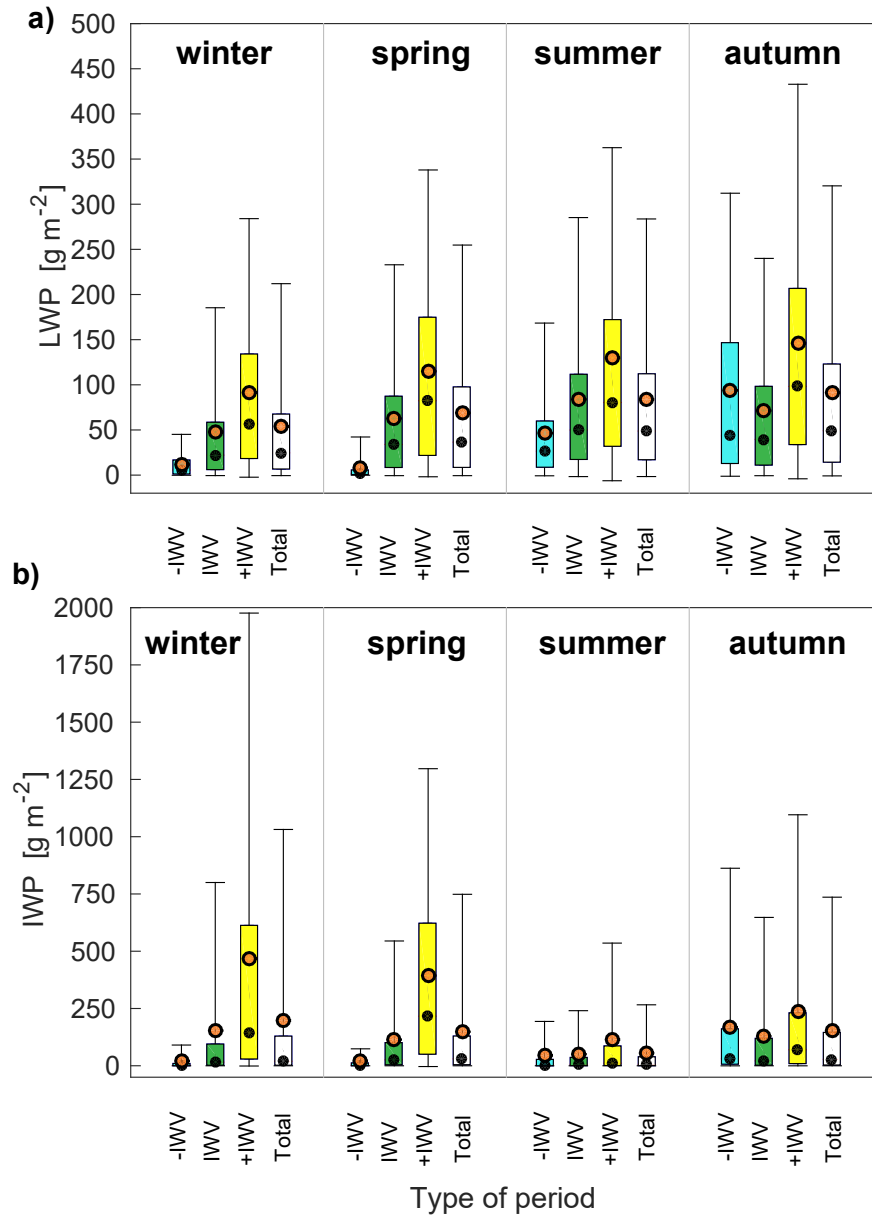 a)
winter spring summer autumn
500
450
400
350
300
250
200
150
100
50
0
LWP [g m⁻²]
-IWV IWV +IWV Total -IWV IWV +IWV Total -IWV IWV +IWV Total -IWV IWV +IWV Total
b)
winter spring summer autumn
2000
1750
1500
1250
1000
750
500
250
0
IWP [g m⁻²]
-IWV IWV +IWV Total -IWV IWV +IWV Total -IWV IWV +IWV Total -IWV IWV +IWV Total
Type of period